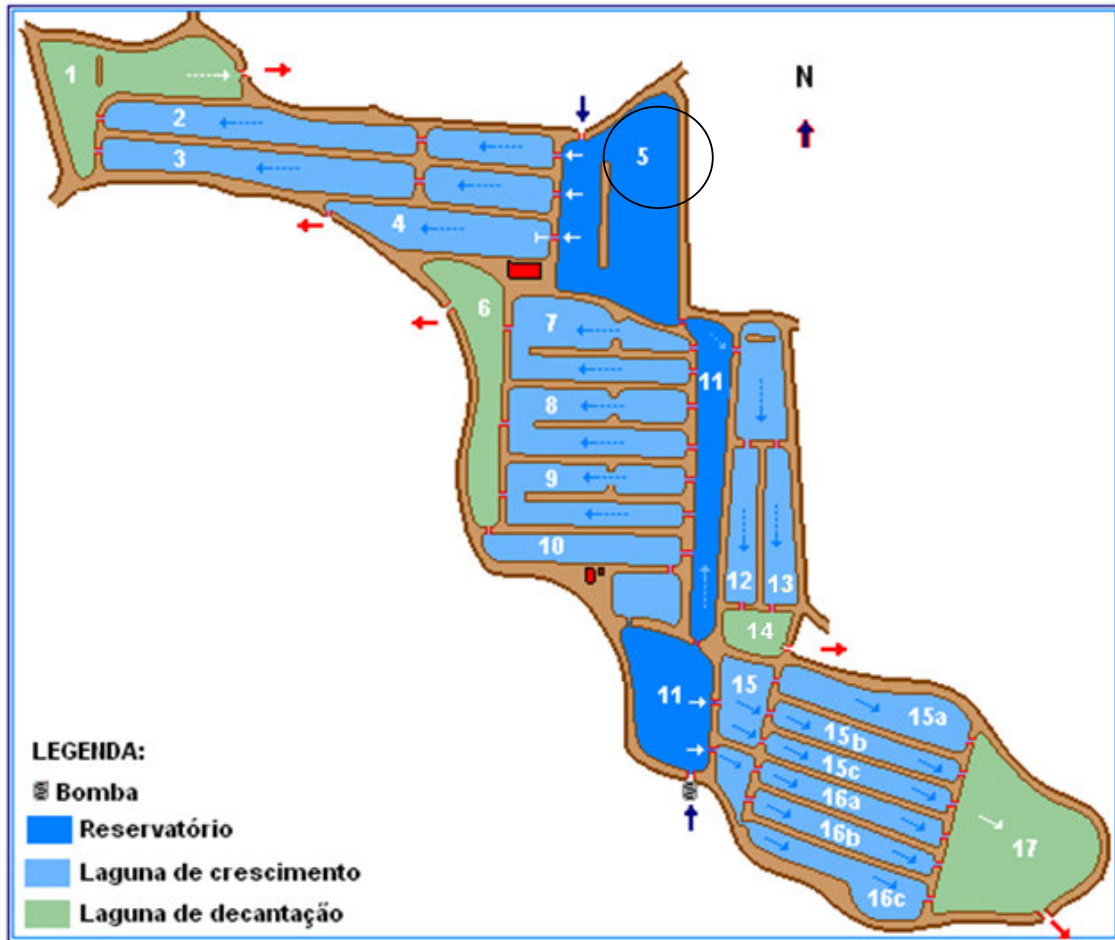 N
1
2
3
4
5
6
7
8
9
10
11
12
13
14
11
15
15a
15b
15c
16a
16b
16c
17
LEGENDA:
Bomba
Reservatório
Laguna de crescimento
Laguna de decantação